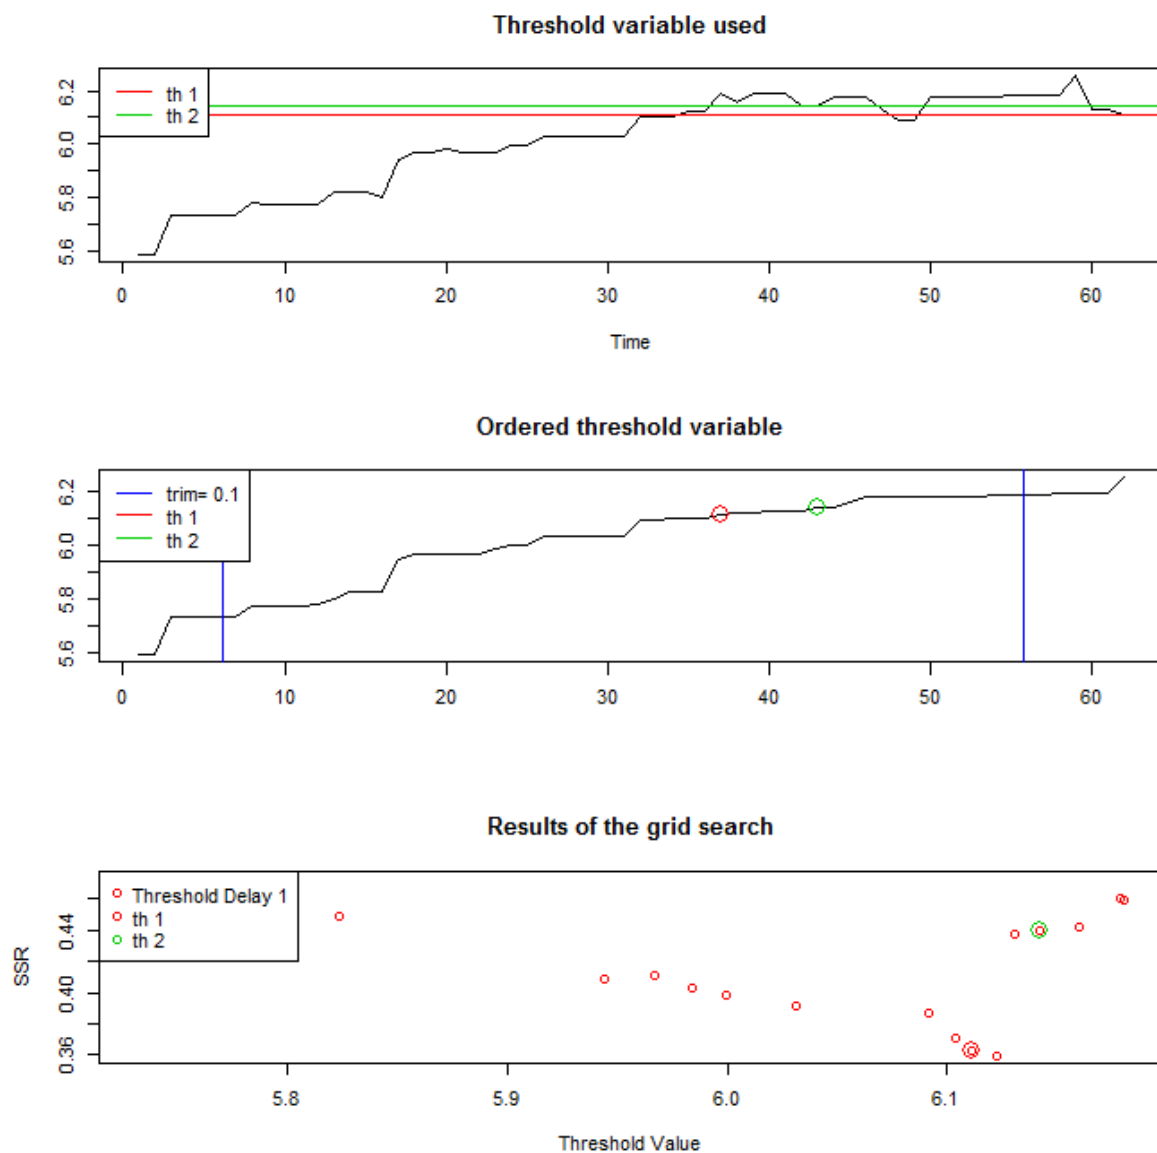 Threshold variable used
th 1
th 2
6.2
6.0
5.8
5.6
0 10 20 30 40 50 60
Time
Ordered threshold variable
trim= 0.1
th 1
th 2
6.2
6.0
5.8
5.6
0 10 20 30 40 50 60
Results of the grid search
Threshold Delay 1
th 1
th 2
SSR
0.44
0.40
0.36
5.8 5.9 6.0 6.1
Threshold Value